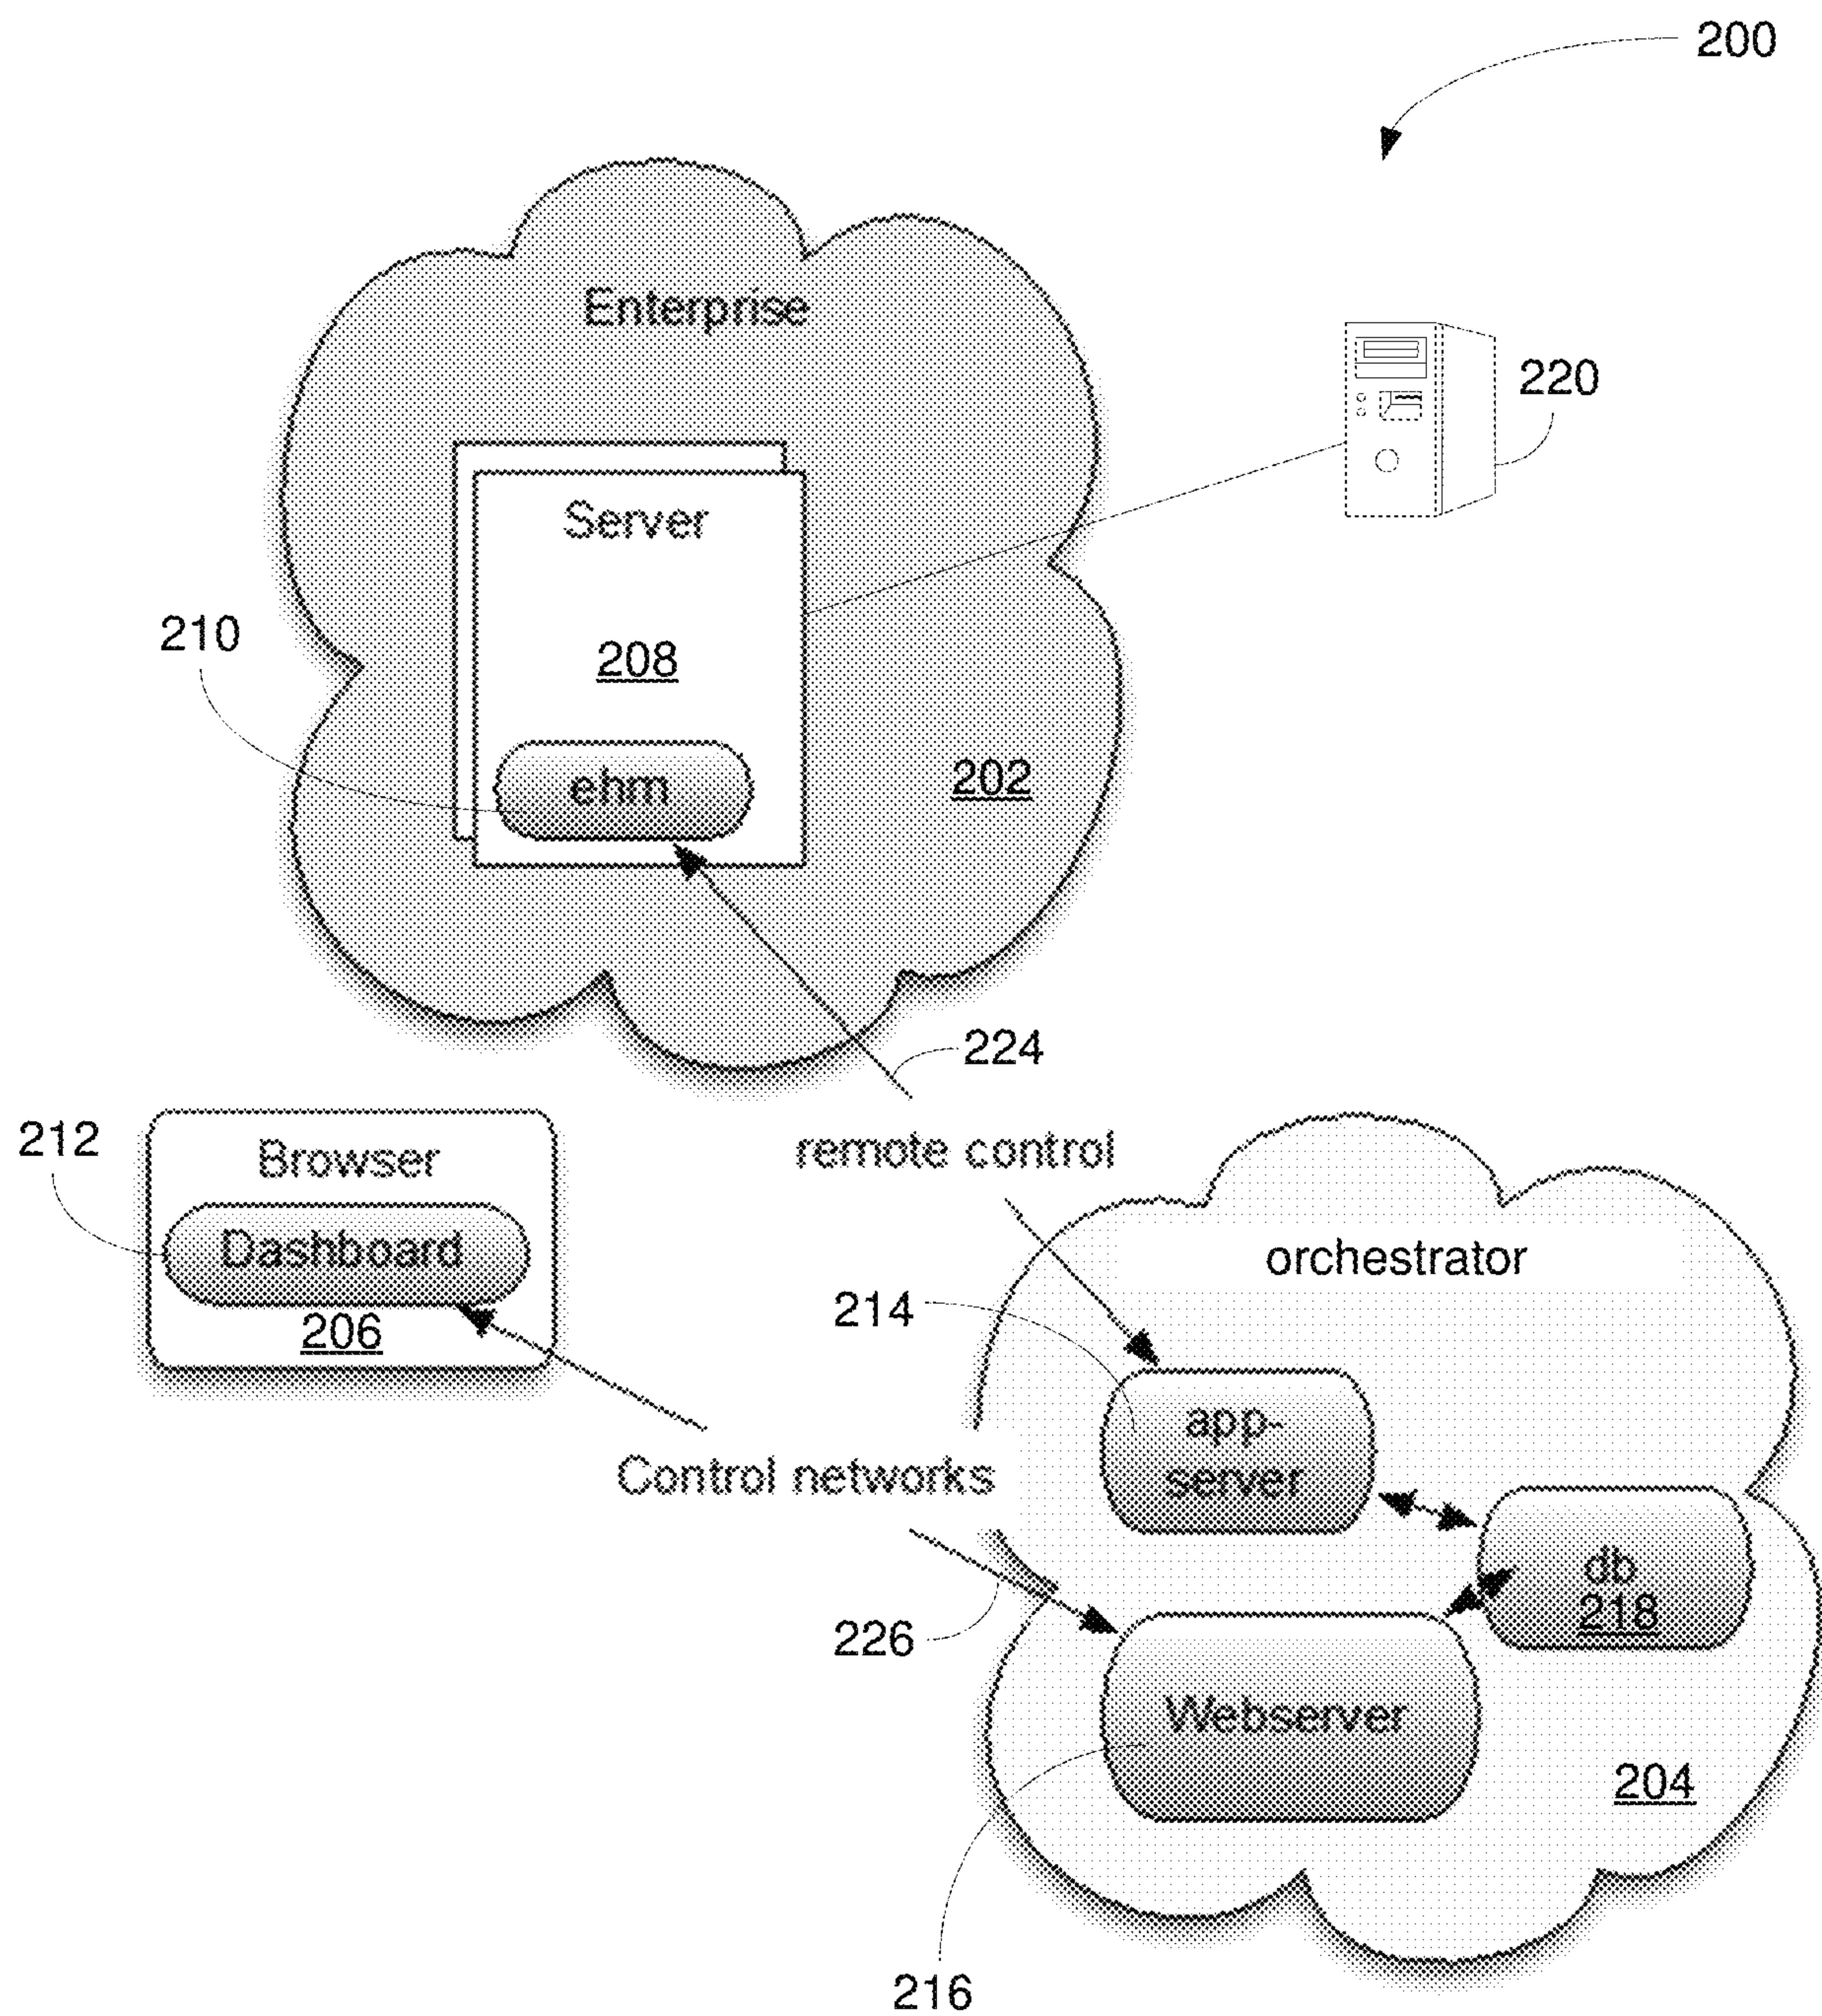 200
Enterprise
220
Server
210
208
202
ehm
224
212
Browser
remote control
Dashboard
orchestrator
206
214
app-
server
Control networks
db
218
226
Webserver
204
216